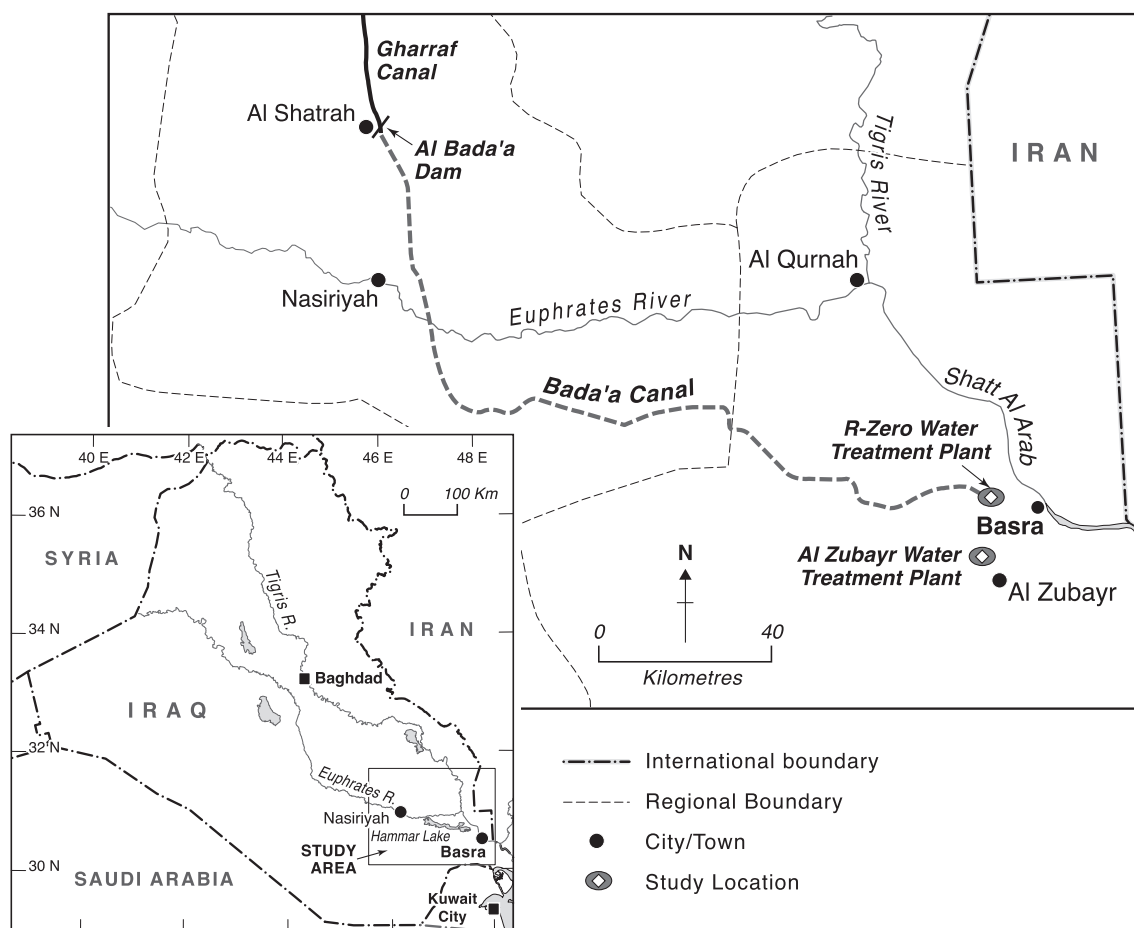 Gharraf
Canal
Al Shatrah
Al Bada'a
Dam
Tigris River
IRAN
Al Qurnah
Nasiriyah
Euphrates River
Bada'a Canal
Shatt Al Arab
R-Zero Water
Treatment Plant
Basra
Al Zubayr Water
Treatment Plant
Al Zubayr
N
0 40
Kilometres
40 E 42 E 44 E 46 E 48 E
0 100 Km
36 N
SYRIA
Tigris R.
34 N
IRAN
Baghdad
IRAQ
32 N
Euphrates R.
Nasiriyah
Hammar Lake
STUDY
AREA
Basra
30 N
SAUDI ARABIA
Kuwait
City
International boundary
Regional Boundary
City/Town
Study Location